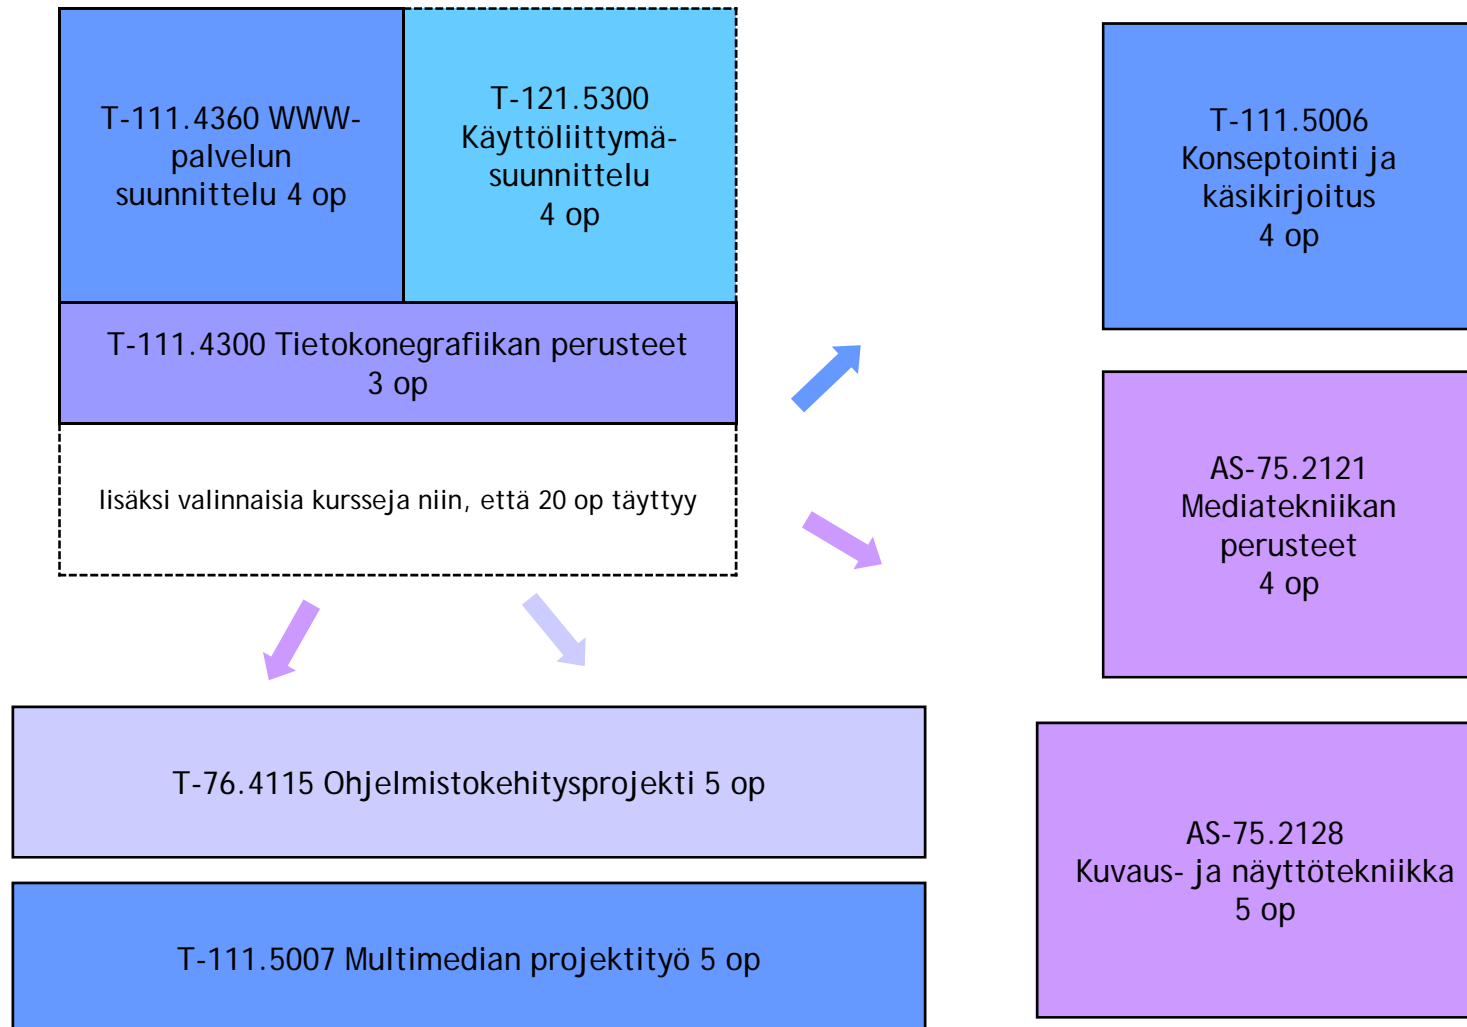 T-111.4360 WWW-
palvelun
suunnittelu 4 op
T-121.5300
Käyttöliittymä-
suunnittelu
4 op
T-111.4300 Tietokonegrafiikan perusteet
3 op
lisäksi valinnaisia kursseja niin, että 20 op täyttyy
T-76.4115 Ohjelmistokehitysprojekti 5 op
T-111.5007 Multimedian projektityö 5 op
T-111.5006
Konseptointi ja
käsikirjoitus
4 op
AS-75.2121
Mediatekniikan
perusteet
4 op
AS-75.2128
Kuvaus- ja näyttötekniikka
5 op